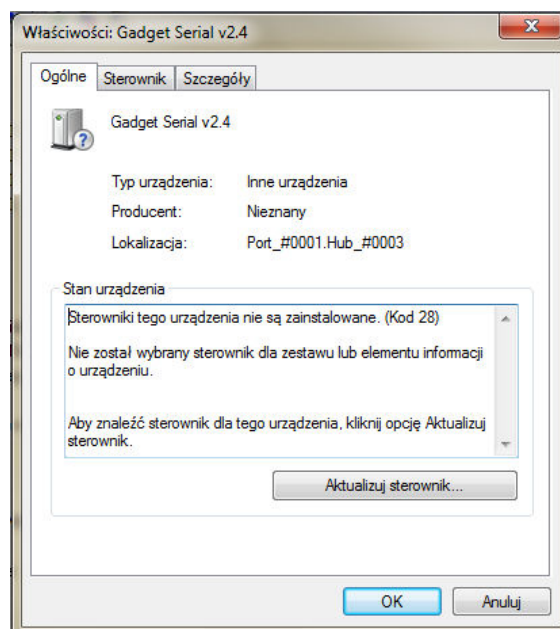 Właściwości: Gadget Serial v2.4
Ogólne Sterownik Szczegóły
Gadget Serial v2.4
Typ urządzenia: Inne urządzenia
Producent: Nieznany
Lokalizacja: Port_#0001.Hub_#0003
Stan urządzenia
Sterowniki tego urządzenia nie są zainstalowane. (Kod 28)
Nie został wybrany sterownik dla zestawu lub elementu informacji
o urządzeniu.
Aby znaleźć sterownik dla tego urządzenia, kliknij opcję Aktualizuj
sterownik.
Aktualizuj sterownik...
OK Anuluj